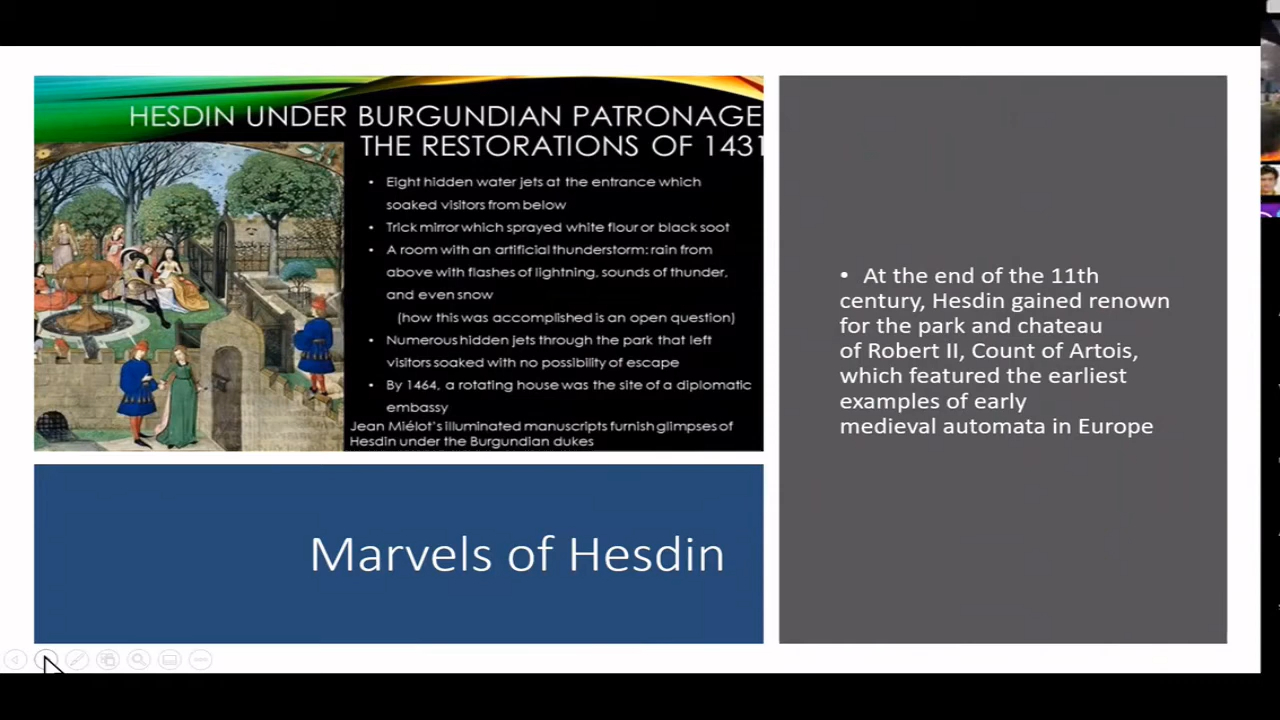 HESDIN UNDER BURGUNDIAN PATRONAGE
THE RESTORATIONS OF 1431
• Eight hidden water jets at the entrance which
soaked visitors from below
• Trick mirror which sprayed white flour or black soot
• A room with an artificial thunderstorm: rain from
above with flashes of lightning, sounds of thunder,
and even snow
(how this was accomplished is an open question)
• Numerous hidden jets through the park that left
visitors soaked with no possibility of escape
• By 1464, a rotating house was the site of a diplomatic
embassy
Jean Miélot's illuminated manuscripts furnish glimpses of
Hesdin under the Burgundian dukes
Marvels of Hesdin
• At the end of the 11th
century, Hesdin gained renown
for the park and chateau
of Robert II, Count of Artois,
which featured the earliest
examples of early
medieval automata in Europe